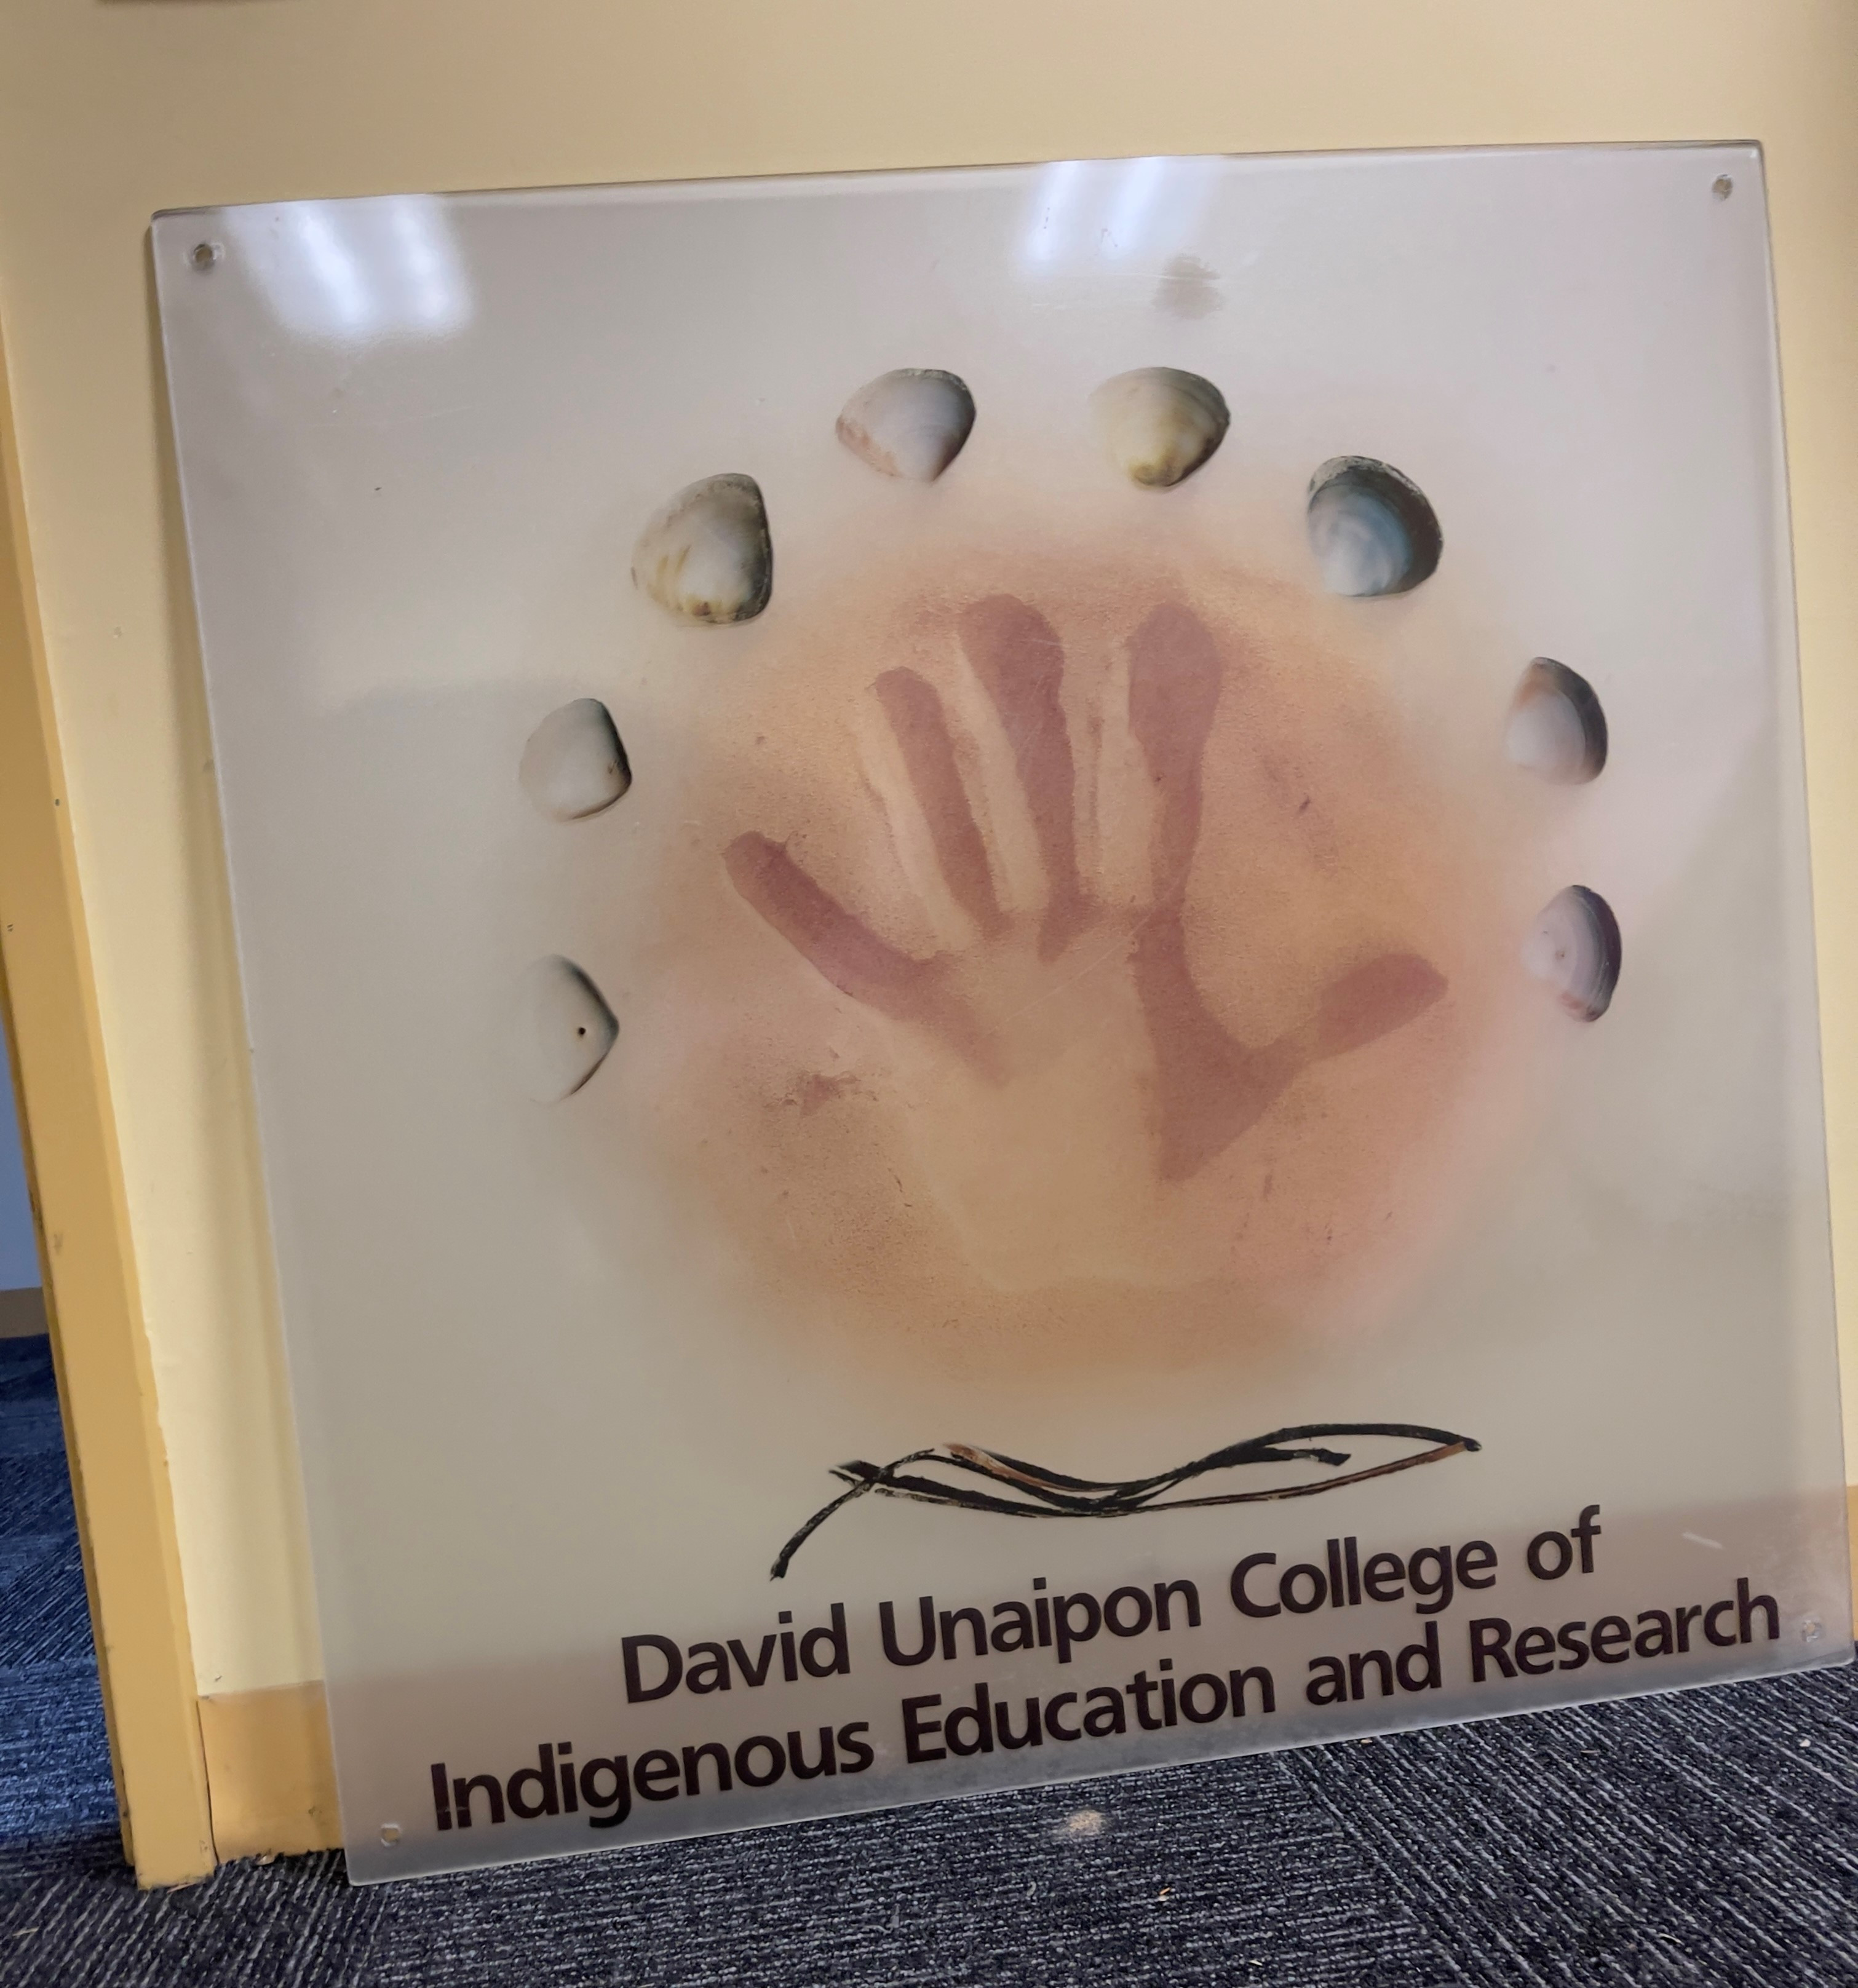 David Unaipon College of
Indigenous Education and Research